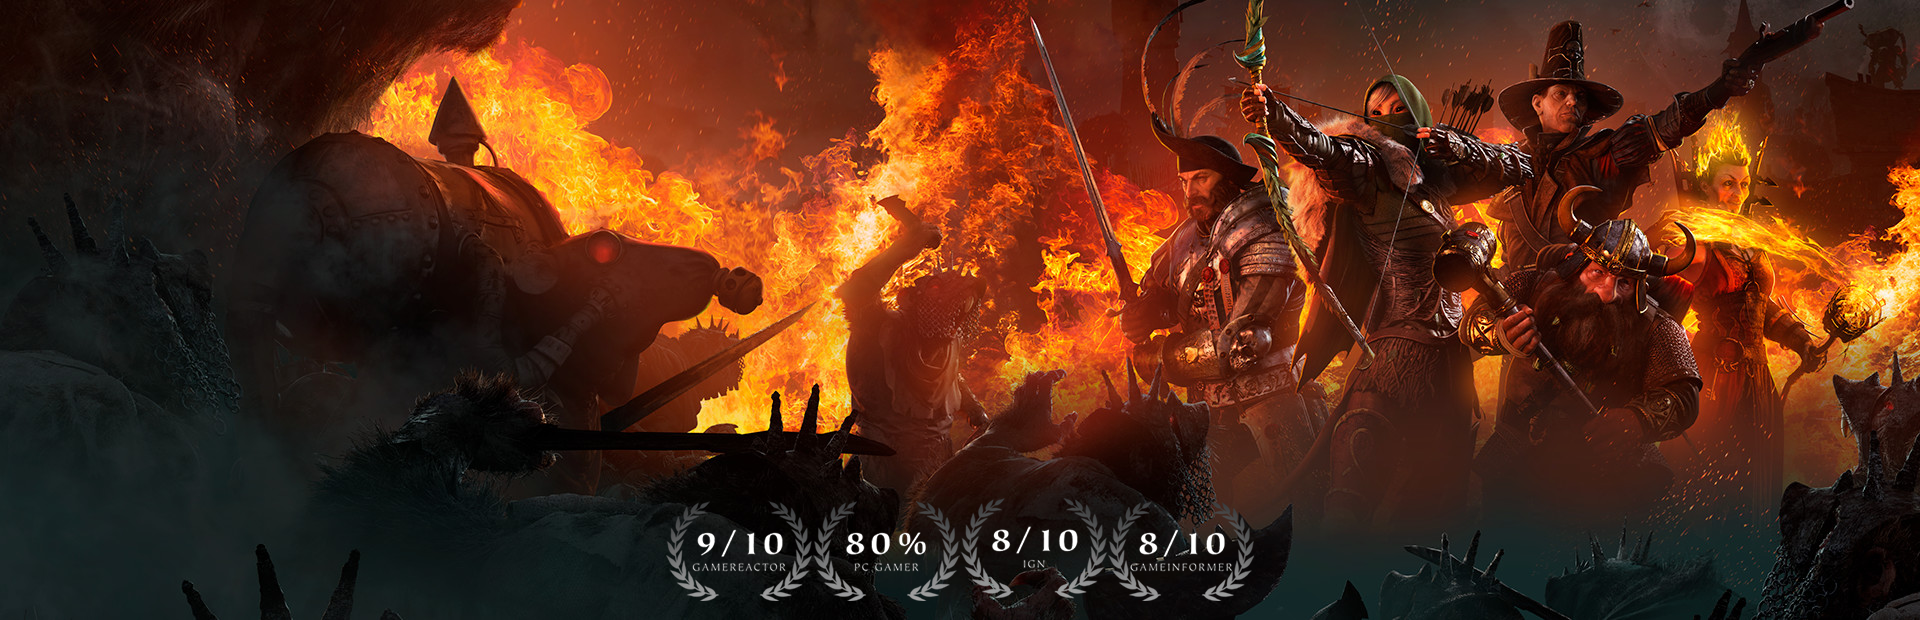 9/10
GAMEREACTOR
80%
PC GAMER
8/10
IGN
8/10
GAMEINFORMER